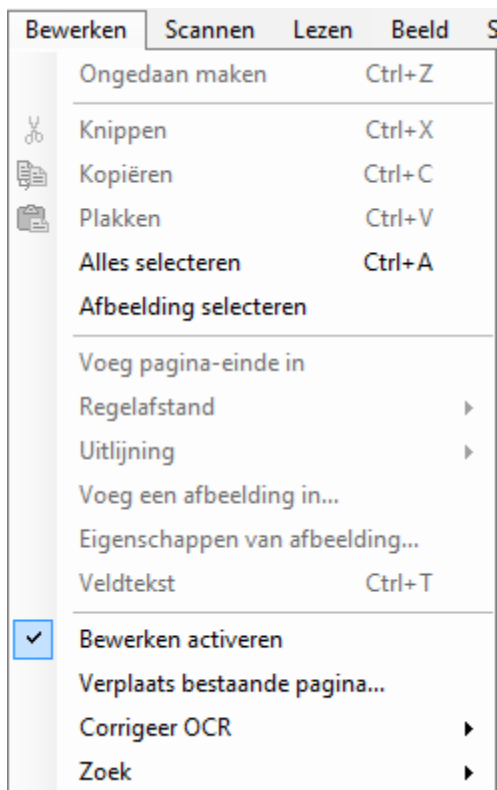 Bewerken Scannen Lezen Beeld S
Ongedaan maken Ctrl+Z
Knippen Ctrl+X
Kopiëren Ctrl+C
Plakken Ctrl+V
Alles selecteren Ctrl+A
Afbeelding selecteren
Voeg pagina-einde in
Regelafstand
Uitlijning
Voeg een afbeelding in...
Eigenschappen van afbeelding...
Veldtekst Ctrl+T
Bewerken activeren
Verplaats bestaande pagina...
Corrigeer OCR
Zoek